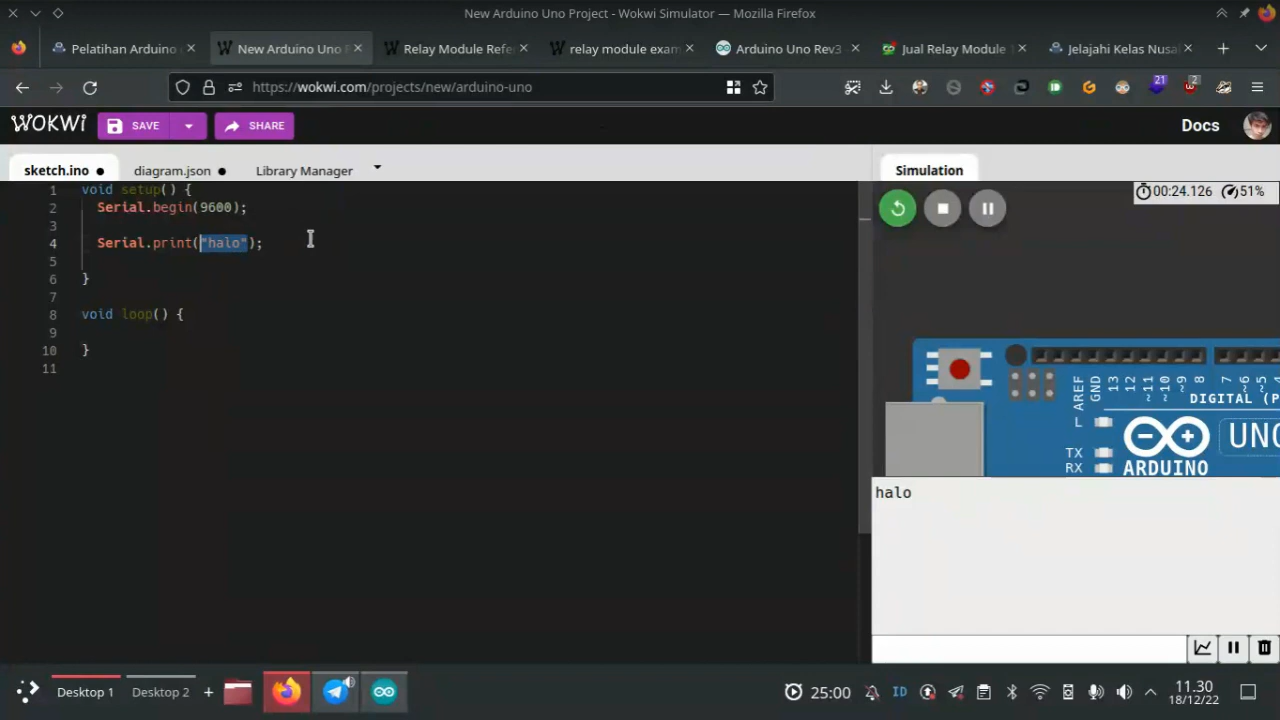 New Arduino Uno Project - Wokwi Simulator — Mozilla Firefox
Pelatihan Arduino
New Arduino Uno P
Relay Module Refe
relay module exam
Arduino Uno Rev3
Jual Relay Module
Jelajahi Kelas Nusa
https://wokwi.com/projects/new/arduino-uno
21
2
WOKWi
SAVE
SHARE
Docs
sketch.ino
diagram.json
Library Manager
Simulation
1 void setup() {
2 Serial.begin(9600);
3
4 Serial.print("halo");
5
6 }
7
8 void loop() {
9
10 }
11
00:24.126
51%
AREF
GND
13
12
~11
~10
~9
8
7
~6
~5
4
DIGITAL (P
L
TX
RX
UNO
ARDUINO
halo
Desktop 1
Desktop 2
25:00
ID
11.30
18/12/22